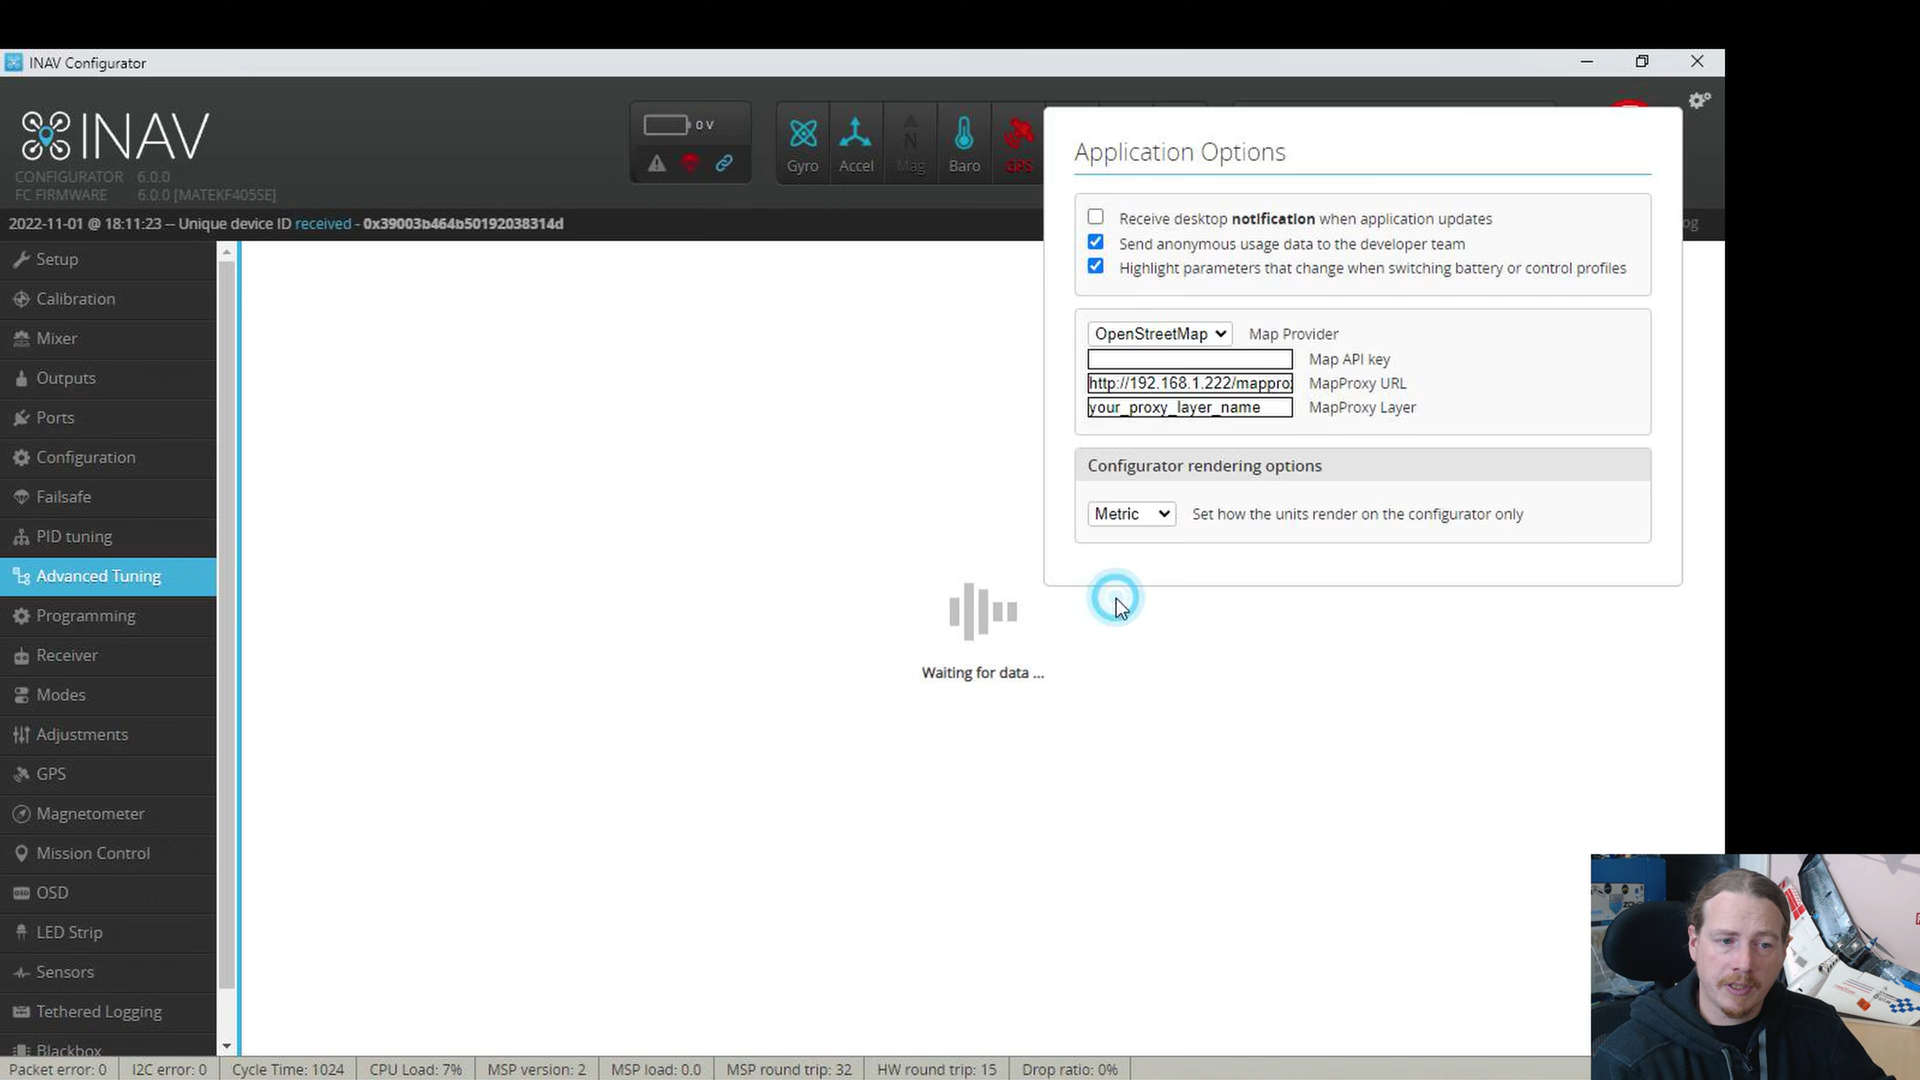 INAV Configurator
INAV
CONFIGURATOR 6.0.0
FC FIRMWARE 6.0.0 [MATEKF405SE]
0 V
Gyro
Accel
Mag
Baro
GPS
2022-11-01 @ 18:11:23 -- Unique device ID received - 0x39003b464b50192038314d
Setup
Calibration
Mixer
Outputs
Ports
Configuration
Failsafe
PID tuning
Advanced Tuning
Programming
Receiver
Modes
Adjustments
GPS
Magnetometer
Mission Control
OSD
LED Strip
Sensors
Tethered Logging
Blackbox
Waiting for data ...
Application Options
Receive desktop notification when application updates
Send anonymous usage data to the developer team
Highlight parameters that change when switching battery or control profiles
OpenStreetMap Map Provider
Map API key
http://192.168.1.222/mappro MapProxy URL
your_proxy_layer_name MapProxy Layer
Configurator rendering options
Metric Set how the units render on the configurator only
Packet error: 0
I2C error: 0
Cycle Time: 1024
CPU Load: 7%
MSP version: 2
MSP load: 0.0
MSP round trip: 32
HW round trip: 15
Drop ratio: 0%